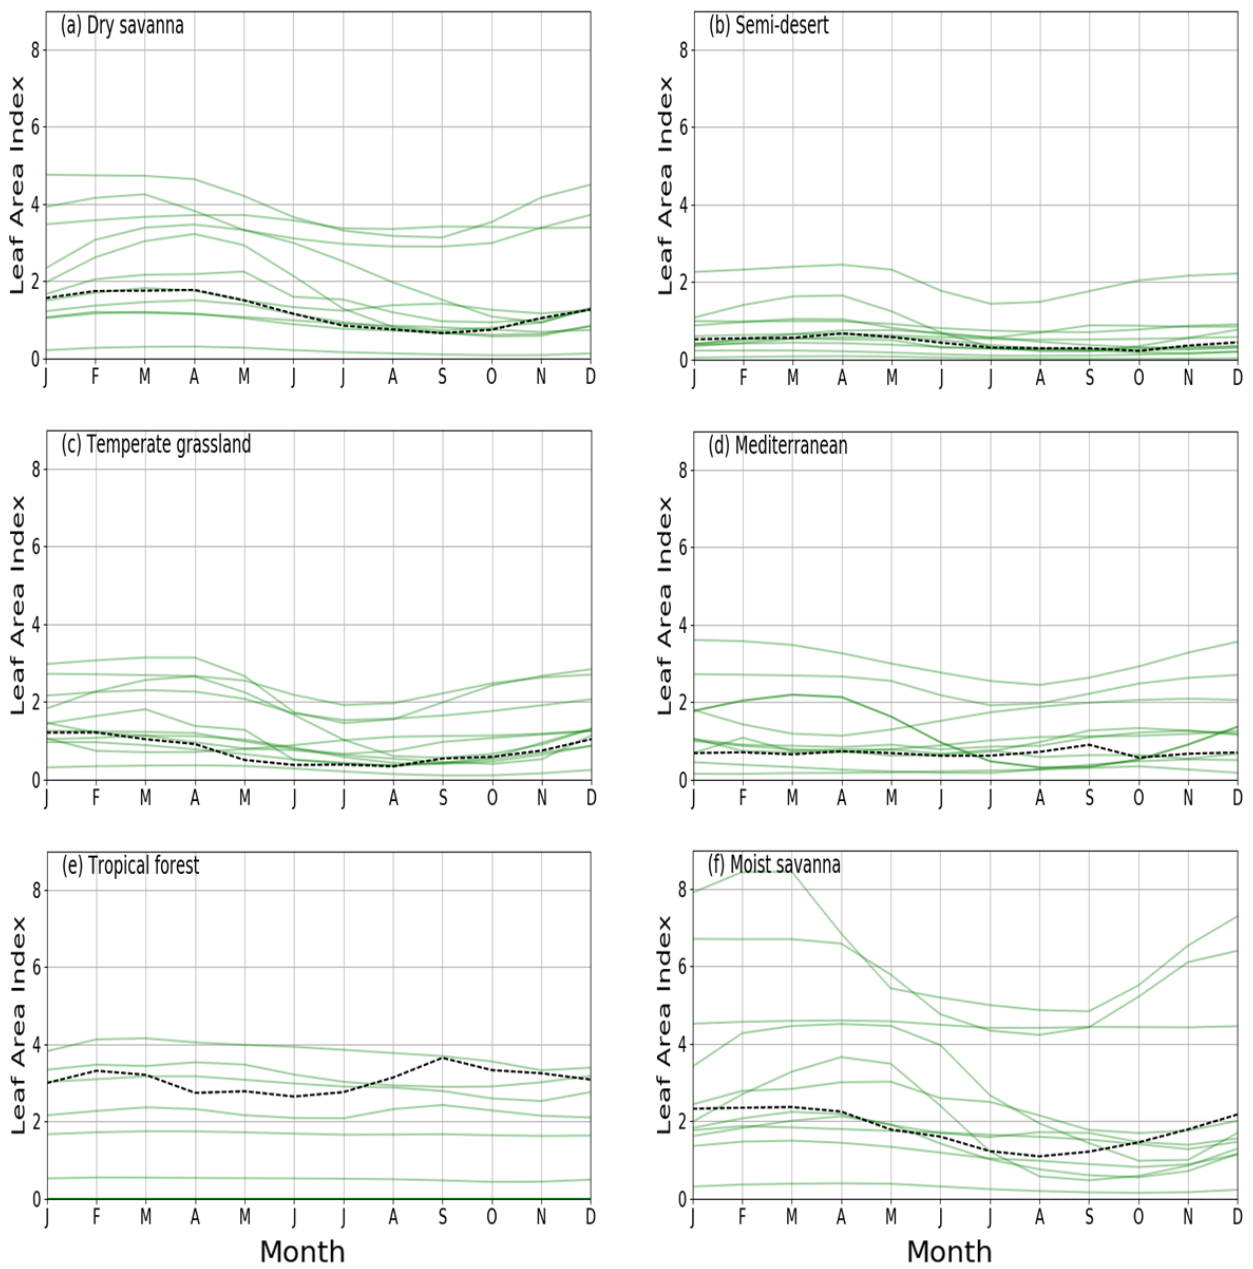 (a) Dry savanna
Leaf Area Index
8
6
4
2
0
J F M A M J J A S O N D
(b) Semi-desert
Leaf Area Index
8
6
4
2
0
J F M A M J J A S O N D
(c) Temperate grassland
Leaf Area Index
8
6
4
2
0
J F M A M J J A S O N D
(d) Mediterranean
Leaf Area Index
8
6
4
2
0
J F M A M J J A S O N D
(e) Tropical forest
Leaf Area Index
8
6
4
2
0
J F M A M J J A S O N D
Month
(f) Moist savanna
Leaf Area Index
8
6
4
2
0
J F M A M J J A S O N D
Month